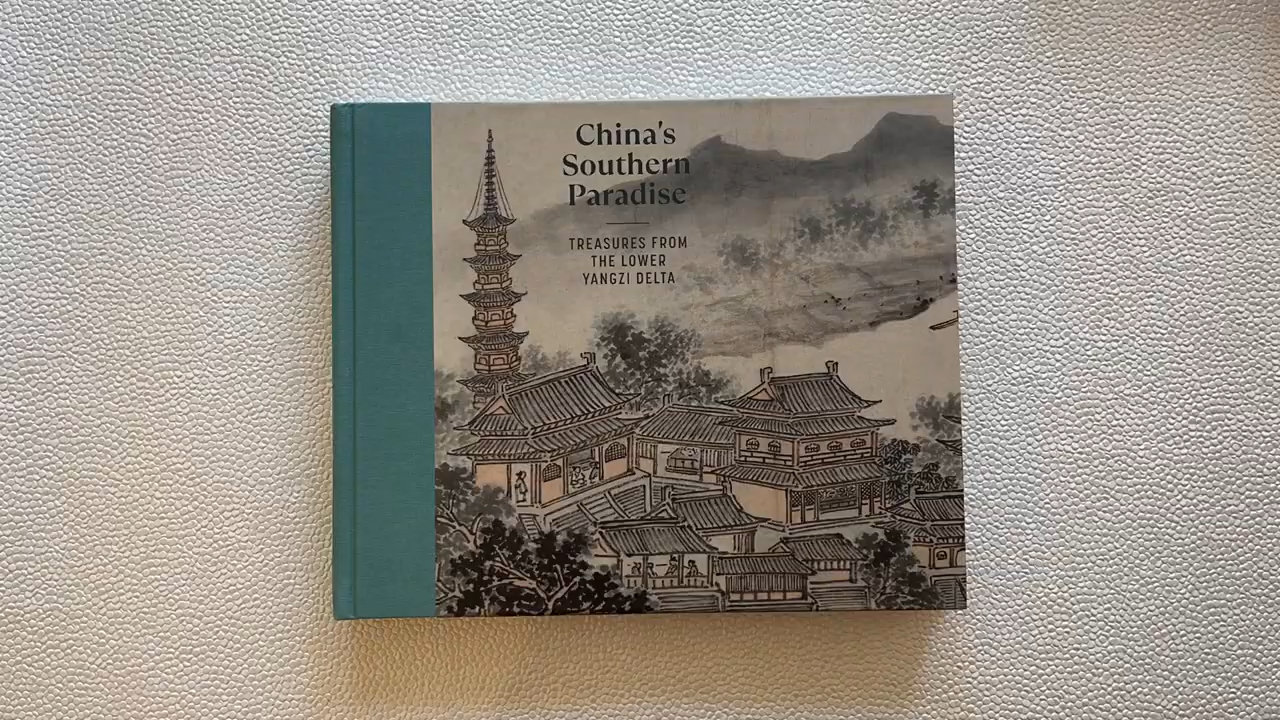 China's
Southern
Paradise
TREASURES FROM
THE LOWER
YANGZI DELTA